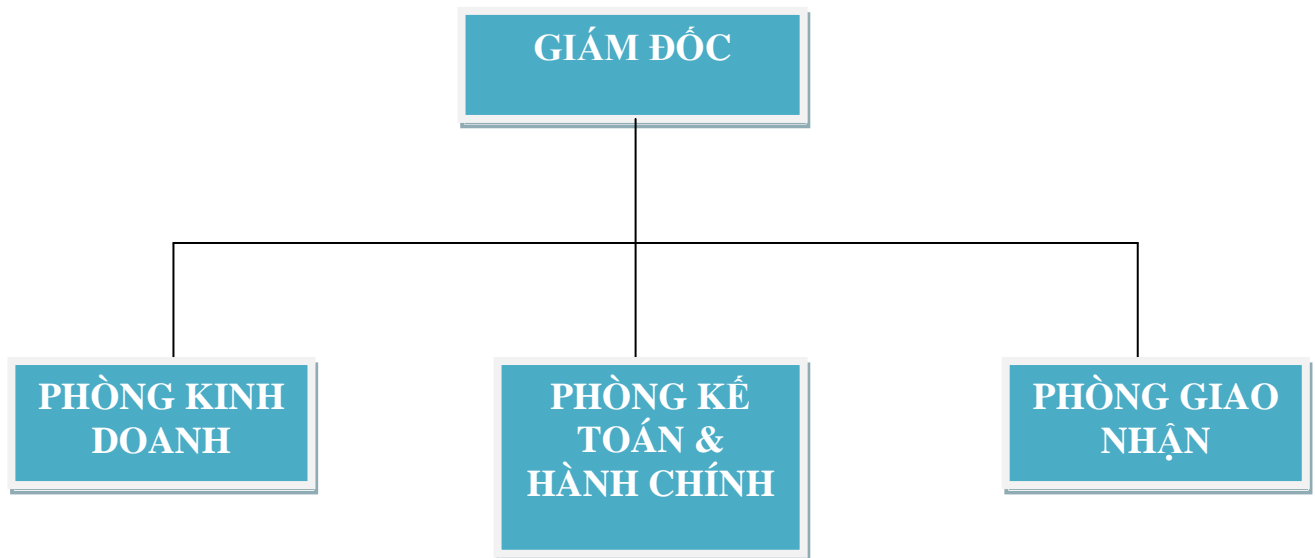 GIÁM ĐỐC
PHÒNG KINH
DOANH
PHÒNG KẾ
TOÁN &
HÀNH CHÍNH
PHÒNG GIAO
NHẬN